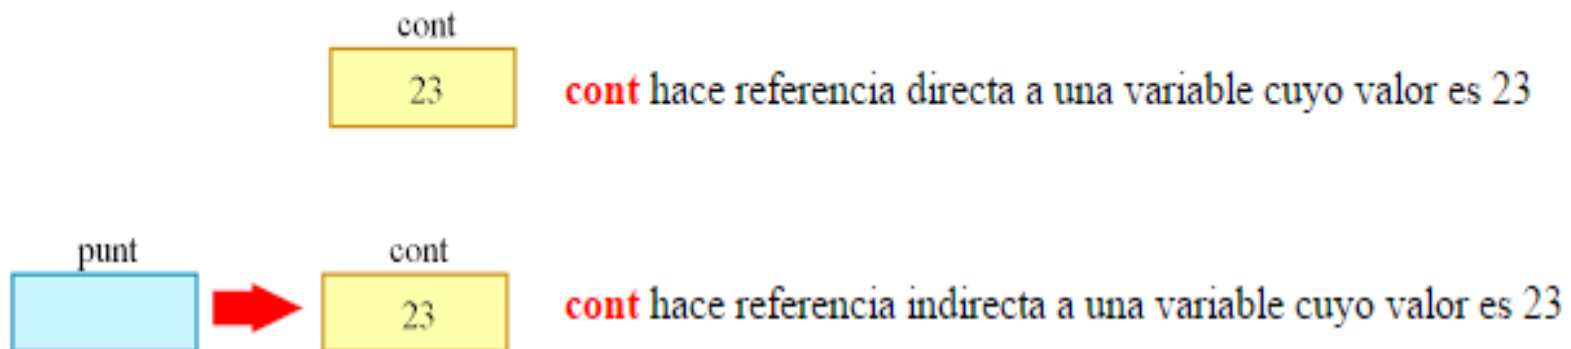 cont
23
cont hace referencia directa a una variable cuyo valor es 23
punt
cont
23
cont hace referencia indirecta a una variable cuyo valor es 23